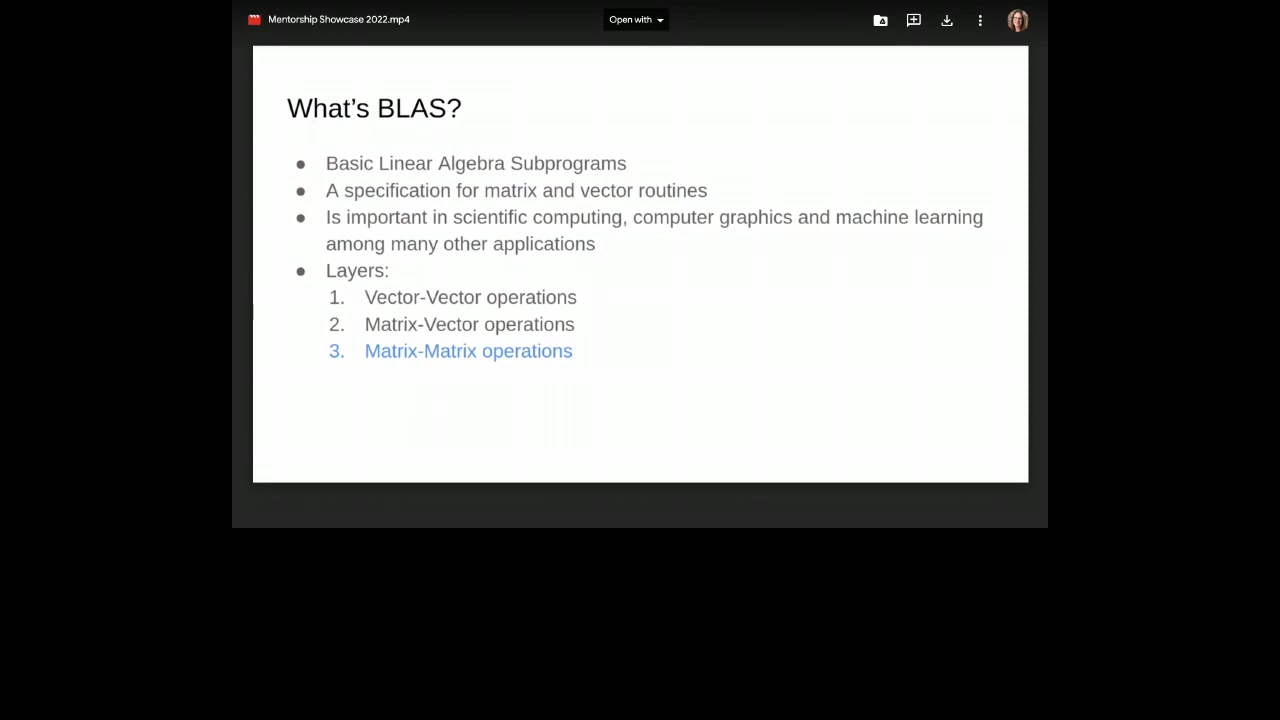 Mentorship Showcase 2022.mp4
Open with
What's BLAS?
● Basic Linear Algebra Subprograms
● A specification for matrix and vector routines
● Is important in scientific computing, computer graphics and machine learning
among many other applications
● Layers:
1. Vector-Vector operations
2. Matrix-Vector operations
3. Matrix-Matrix operations